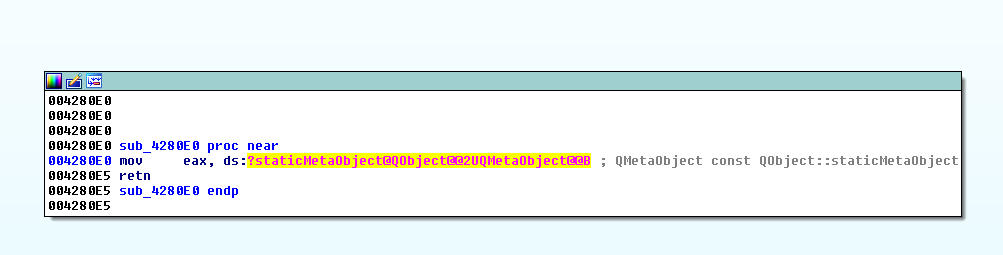 004280E0
004280E0
004280E0
004280E0 sub_4280E0 proc near
004280E0 mov     eax, ds:?staticMetaObject@QObject@@2UQMetaObject@@B ; QMetaObject const QObject::staticMetaObject
004280E5 retn
004280E5 sub_4280E0 endp
004280E5